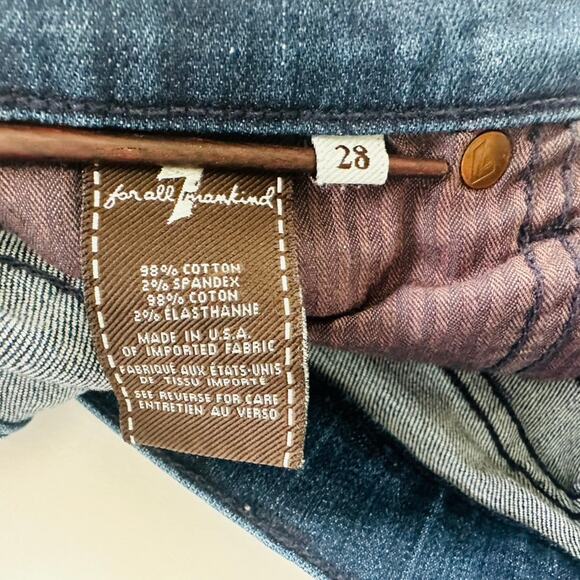 28
7
for all mankind
98% COTTON
2% SPANDEX
98% COTON
2% ÉLASTHANNE
MADE IN U.S.A.
OF IMPORTED FABRIC
FABRIQUÉ AUX ÉTATS-UNIS
DE TISSU IMPORTÉ
SEE REVERSE FOR CARE
ENTRETIEN AU VERSO